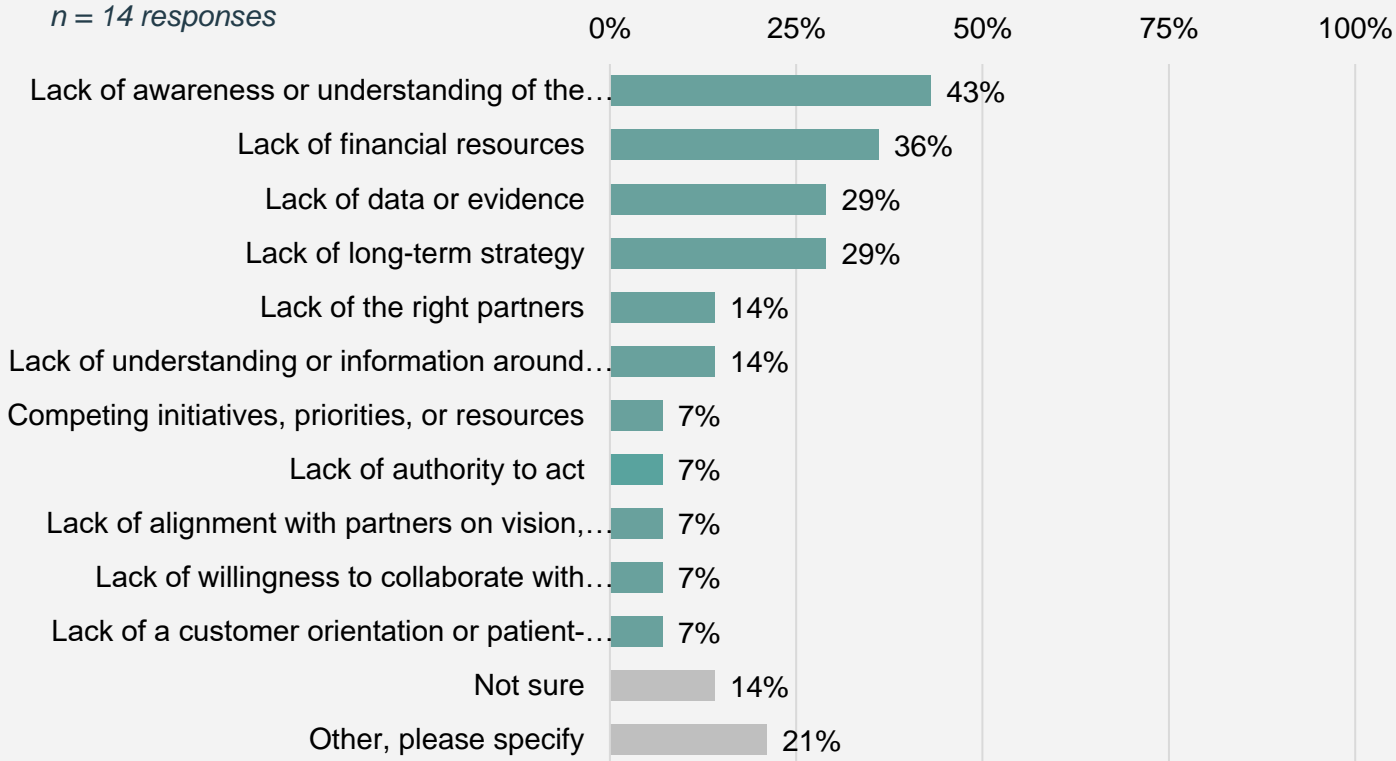 n = 14 responses
0% 25% 50% 75% 100%
Lack of awareness or understanding of the… 43%
Lack of financial resources 36%
Lack of data or evidence 29%
Lack of long-term strategy 29%
Lack of the right partners 14%
Lack of understanding or information around… 14%
Competing initiatives, priorities, or resources 7%
Lack of authority to act 7%
Lack of alignment with partners on vision,… 7%
Lack of willingness to collaborate with… 7%
Lack of a customer orientation or patient-… 7%
Not sure 14%
Other, please specify 21%